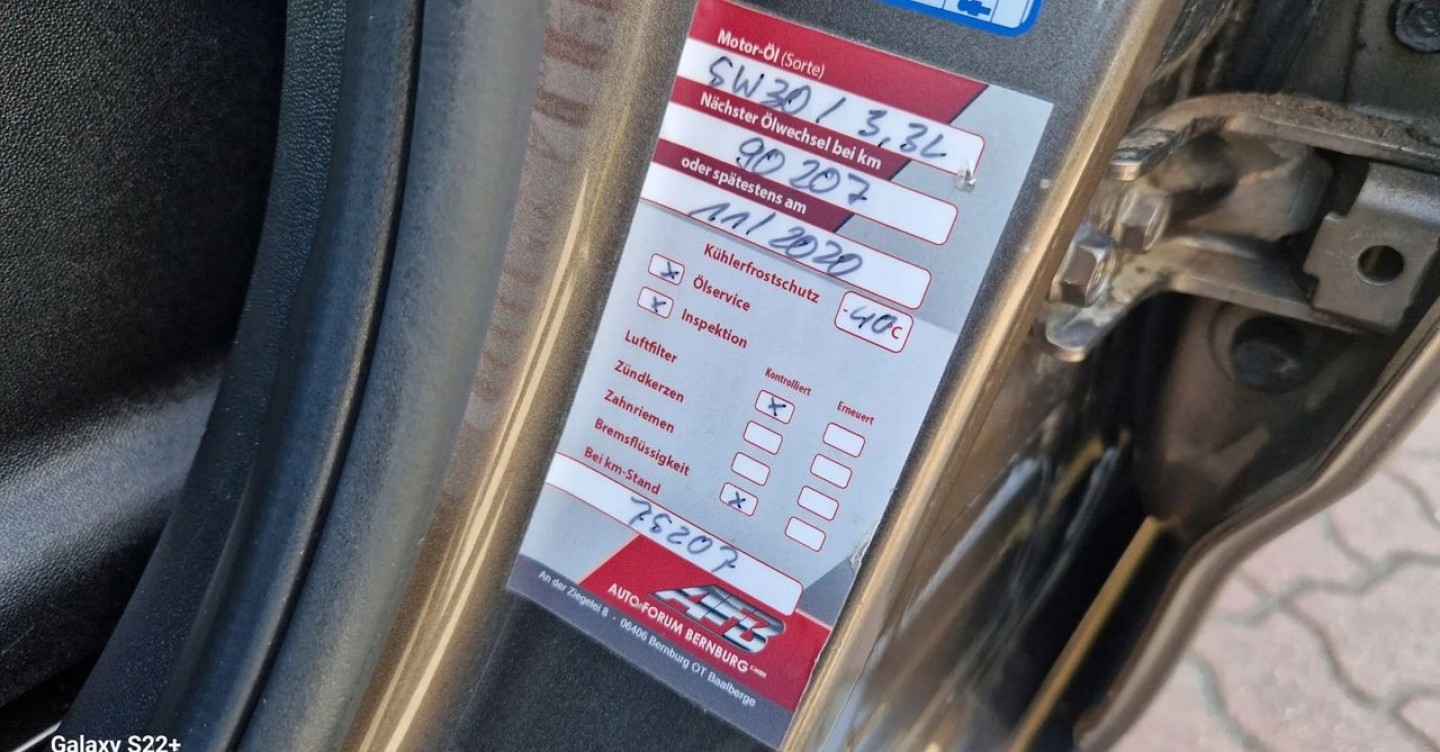 Motor-Öl (Sorte)
5W30 / 3,3L
Nächster Ölwechsel bei km
90 207
oder spätestens am
11/2020
Kühlerfrostschutz
-40°C
x Ölservice
x Inspektion
Kontrolliert Erneuert
Luftfilter x
Zündkerzen
Zahnriemen
Bremsflüssigkeit x
Bei km-Stand
75207
AFB
AUTO-FORUM BERNBURG GMBH
An der Ziegelei 8 · 06406 Bernburg OT Baalberge
Galaxy S22+